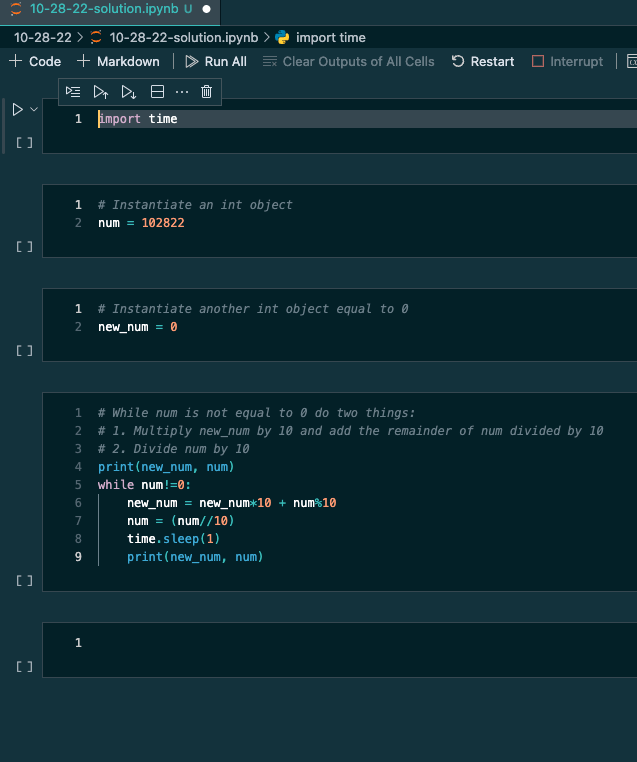 10-28-22-solution.ipynb U
10-28-22 > 10-28-22-solution.ipynb > import time
+ Code + Markdown Run All Clear Outputs of All Cells Restart Interrupt
1 import time
[ ]
1 # Instantiate an int object
2 num = 102822
[ ]
1 # Instantiate another int object equal to 0
2 new_num = 0
[ ]
1 # While num is not equal to 0 do two things:
2 # 1. Multiply new_num by 10 and add the remainder of num divided by 10
3 # 2. Divide num by 10
4 print(new_num, num)
5 while num!=0:
6     new_num = new_num*10 + num%10
7     num = (num//10)
8     time.sleep(1)
9     print(new_num, num)
[ ]
1
[ ]